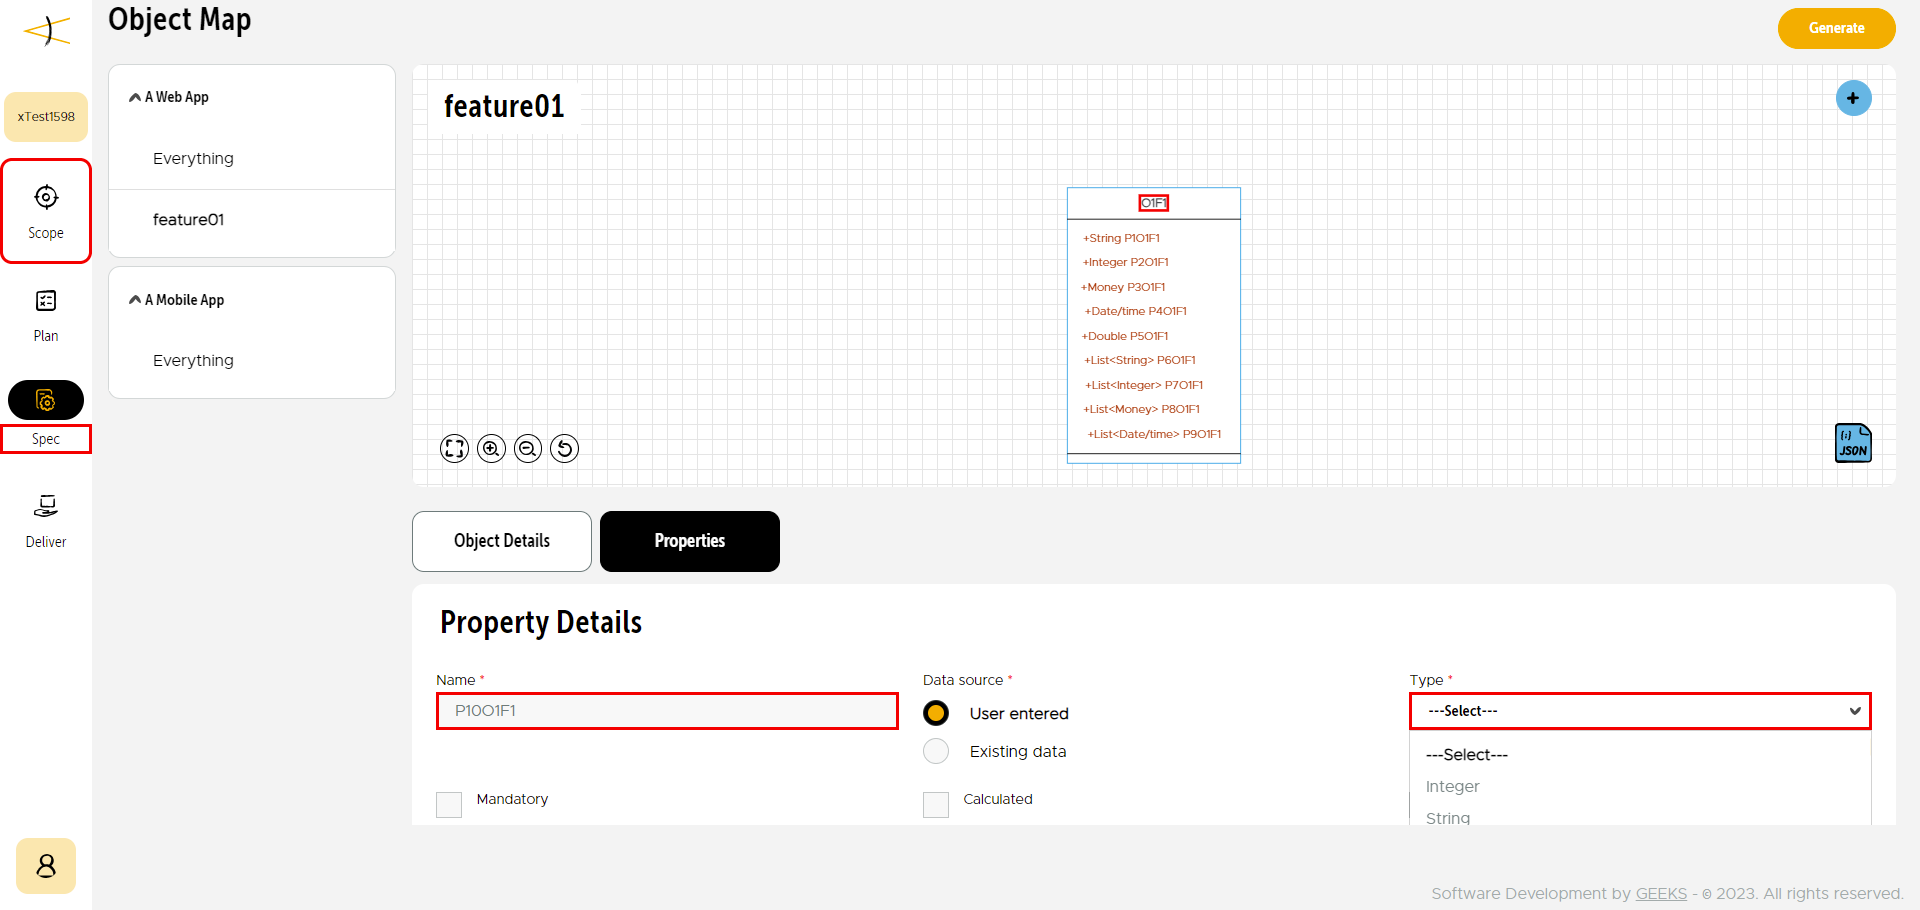 Object Map
Generate
xTest1598
Scope
Plan
Spec
Deliver
A Web App
Everything
feature01
A Mobile App
Everything
feature01
O1F1
+String P1O1F1
+Integer P2O1F1
+Money P3O1F1
+Date/time P4O1F1
+Double P5O1F1
+List<String> P6O1F1
+List<Integer> P7O1F1
+List<Money> P8O1F1
+List<Date/time> P9O1F1
{;}
JSON
Object Details
Properties
Property Details
Name *
P10O1F1
Mandatory
Data source *
User entered
Existing data
Calculated
Type *
---Select---
---Select---
Integer
String
Software Development by GEEKS - © 2023. All rights reserved.